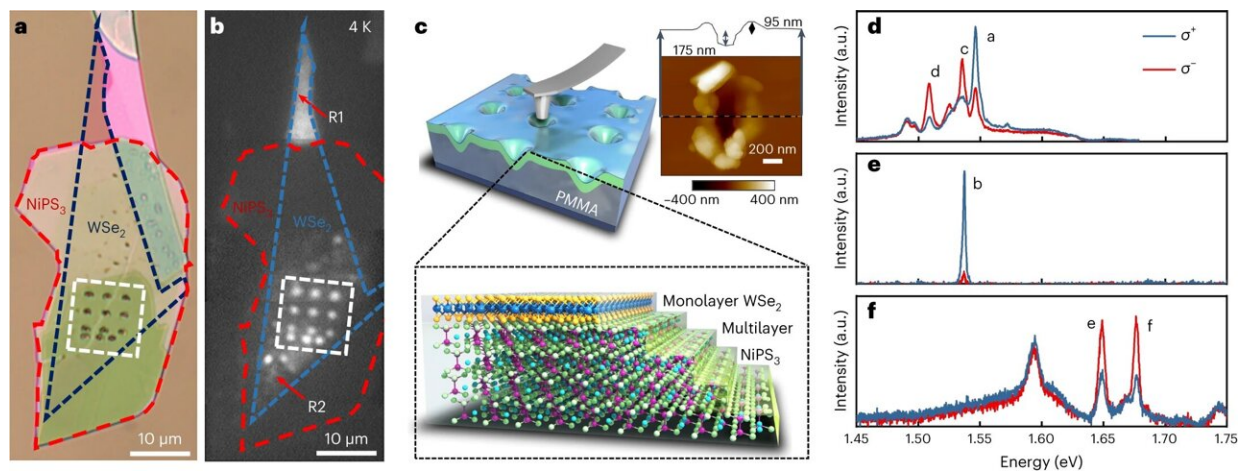 a
NiPS3
WSe2
10 μm
b
4 K
R1
NiPS3
WSe2
R2
10 μm
c
95 nm
175 nm
200 nm
−400 nm
400 nm
PMMA
Monolayer WSe2
Multilayer
NiPS3
d
Intensity (a.u.)
d
c
a
σ+
σ−
e
Intensity (a.u.)
b
f
Intensity (a.u.)
e
f
1.45 1.50 1.55 1.60 1.65 1.70 1.75
Energy (eV)